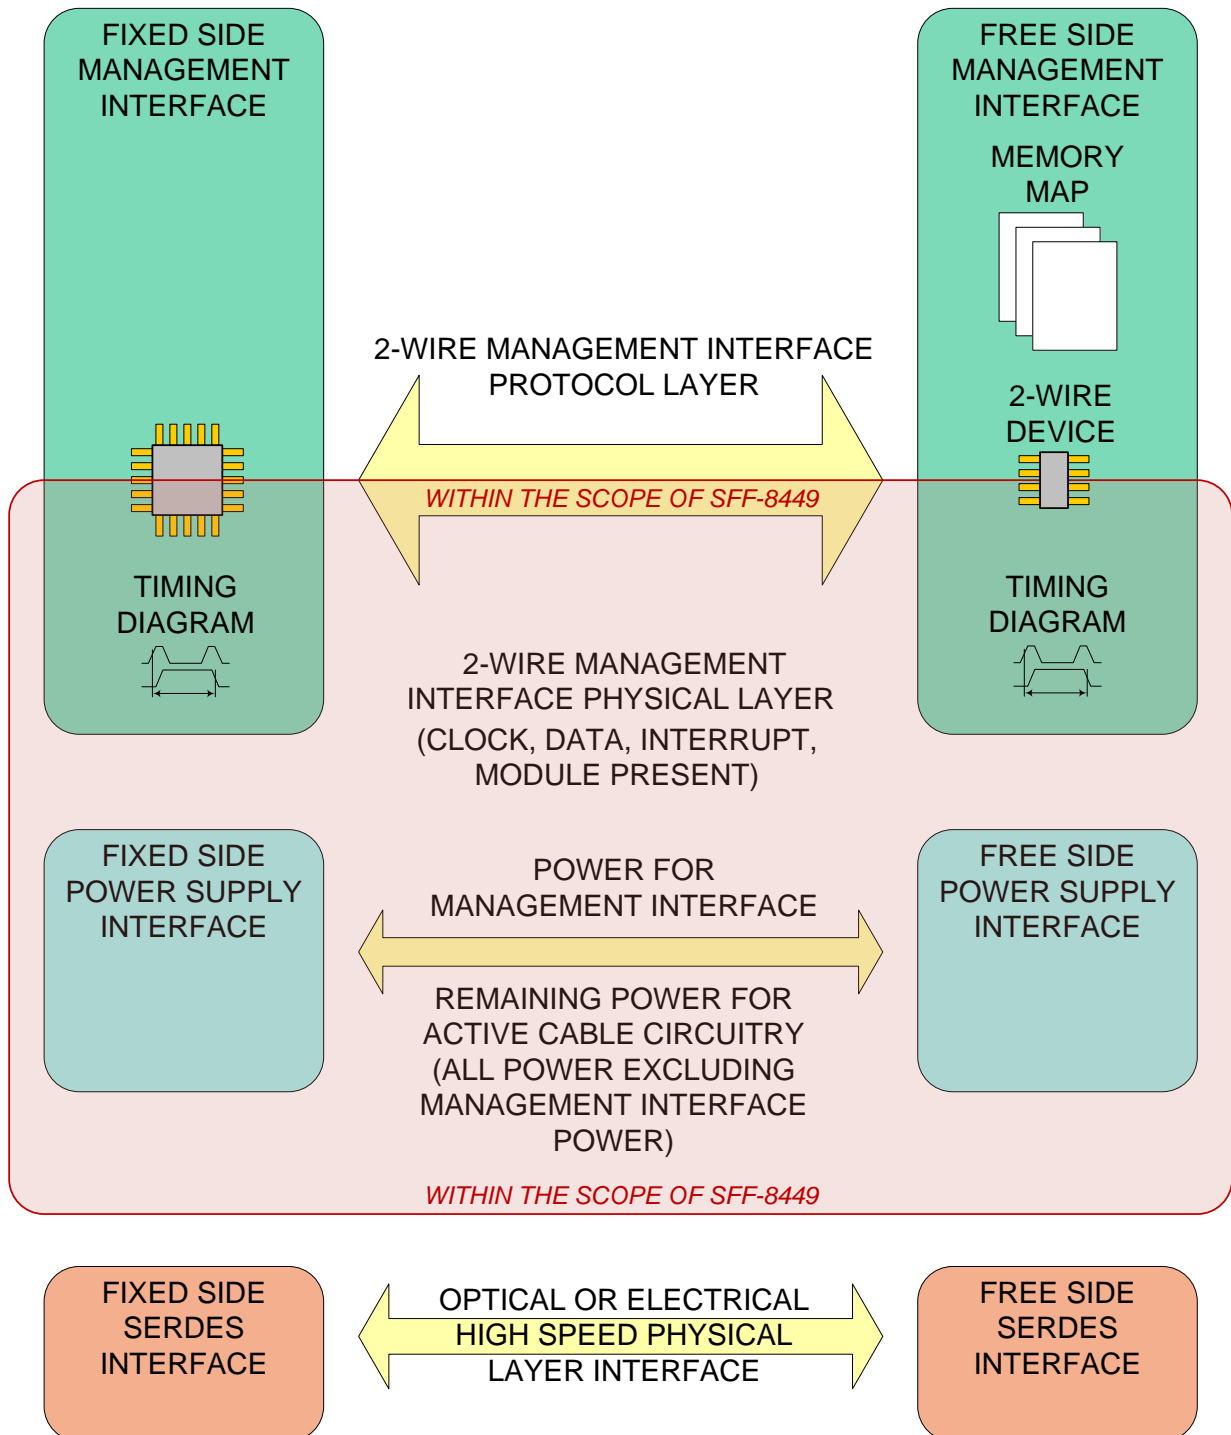 FIXED SIDE
MANAGEMENT
INTERFACE
FREE SIDE
MANAGEMENT
INTERFACE
MEMORY
MAP
2-WIRE MANAGEMENT INTERFACE
PROTOCOL LAYER
2-WIRE
DEVICE
WITHIN THE SCOPE OF SFF-8449
TIMING
DIAGRAM
TIMING
DIAGRAM
2-WIRE MANAGEMENT
INTERFACE PHYSICAL LAYER
(CLOCK, DATA, INTERRUPT,
MODULE PRESENT)
FIXED SIDE
POWER SUPPLY
INTERFACE
POWER FOR
MANAGEMENT INTERFACE
FREE SIDE
POWER SUPPLY
INTERFACE
REMAINING POWER FOR
ACTIVE CABLE CIRCUITRY
(ALL POWER EXCLUDING
MANAGEMENT INTERFACE
POWER)
WITHIN THE SCOPE OF SFF-8449
FIXED SIDE
SERDES
INTERFACE
OPTICAL OR ELECTRICAL
HIGH SPEED PHYSICAL
LAYER INTERFACE
FREE SIDE
SERDES
INTERFACE